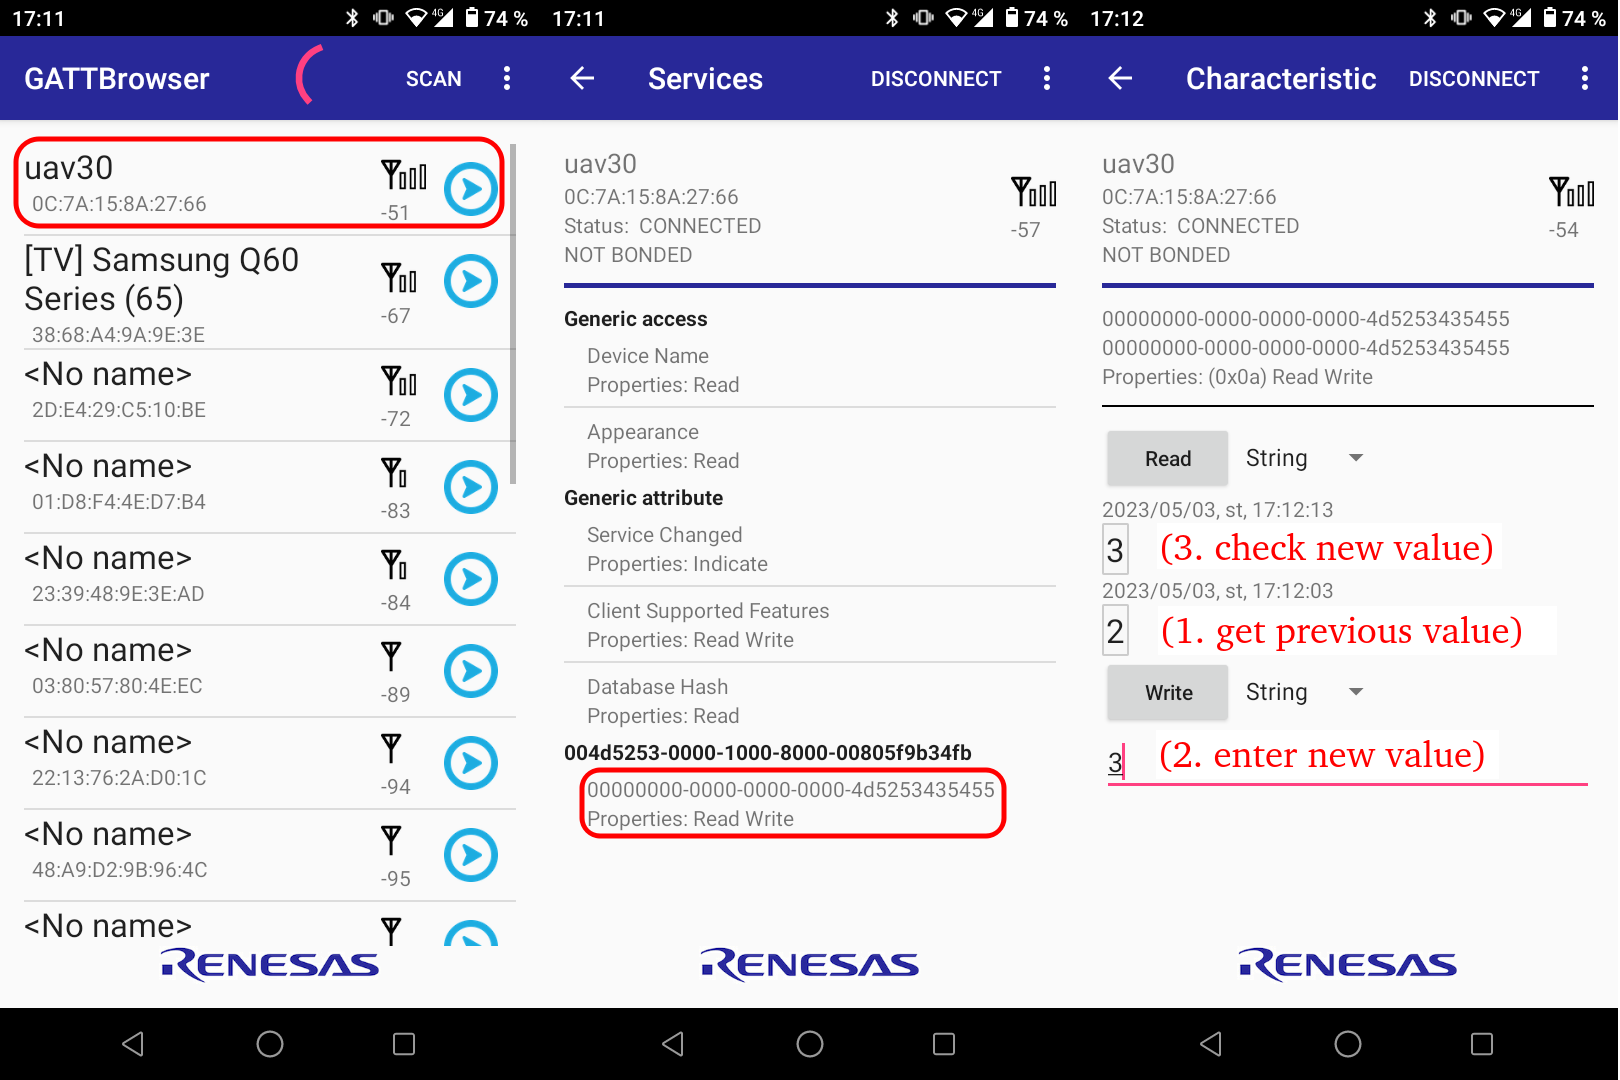 17:11
4G
74 %
GATTBrowser
SCAN
uav30
0C:7A:15:8A:27:66
-51
[TV] Samsung Q60
Series (65)
38:68:A4:9A:9E:3E
-67
<No name>
2D:E4:29:C5:10:BE
-72
<No name>
01:D8:F4:4E:D7:B4
-83
<No name>
23:39:48:9E:3E:AD
-84
<No name>
03:80:57:80:4E:EC
-89
<No name>
22:13:76:2A:D0:1C
-94
<No name>
48:A9:D2:9B:96:4C
-95
<No name>
RENESAS
17:11
4G
74 %
Services
DISCONNECT
uav30
0C:7A:15:8A:27:66
Status: CONNECTED
NOT BONDED
-57
Generic access
Device Name
Properties: Read
Appearance
Properties: Read
Generic attribute
Service Changed
Properties: Indicate
Client Supported Features
Properties: Read Write
Database Hash
Properties: Read
004d5253-0000-1000-8000-00805f9b34fb
00000000-0000-0000-0000-4d5253435455
Properties: Read Write
RENESAS
17:12
4G
74 %
Characteristic
DISCONNECT
uav30
0C:7A:15:8A:27:66
Status: CONNECTED
NOT BONDED
-54
00000000-0000-0000-0000-4d5253435455
00000000-0000-0000-0000-4d5253435455
Properties: (0x0a) Read Write
Read String
2023/05/03, st, 17:12:13
3 (3. check new value)
2023/05/03, st, 17:12:03
2 (1. get previous value)
Write String
3 (2. enter new value)
RENESAS